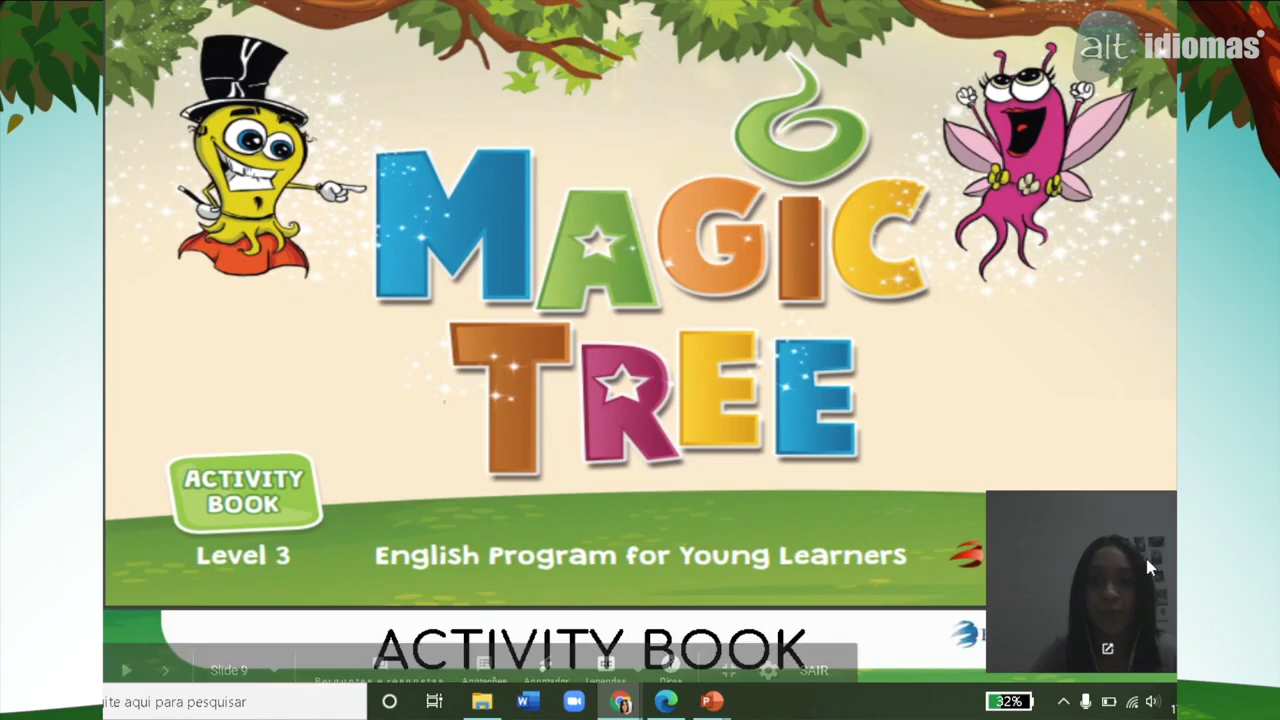 alt idiomas
MAGIC
TREE
ACTIVITY
BOOK
Level 3
English Program for Young Learners
ACTIVITY BOOK
Slide 9
SAIR
uite aqui para pesquisar
32%